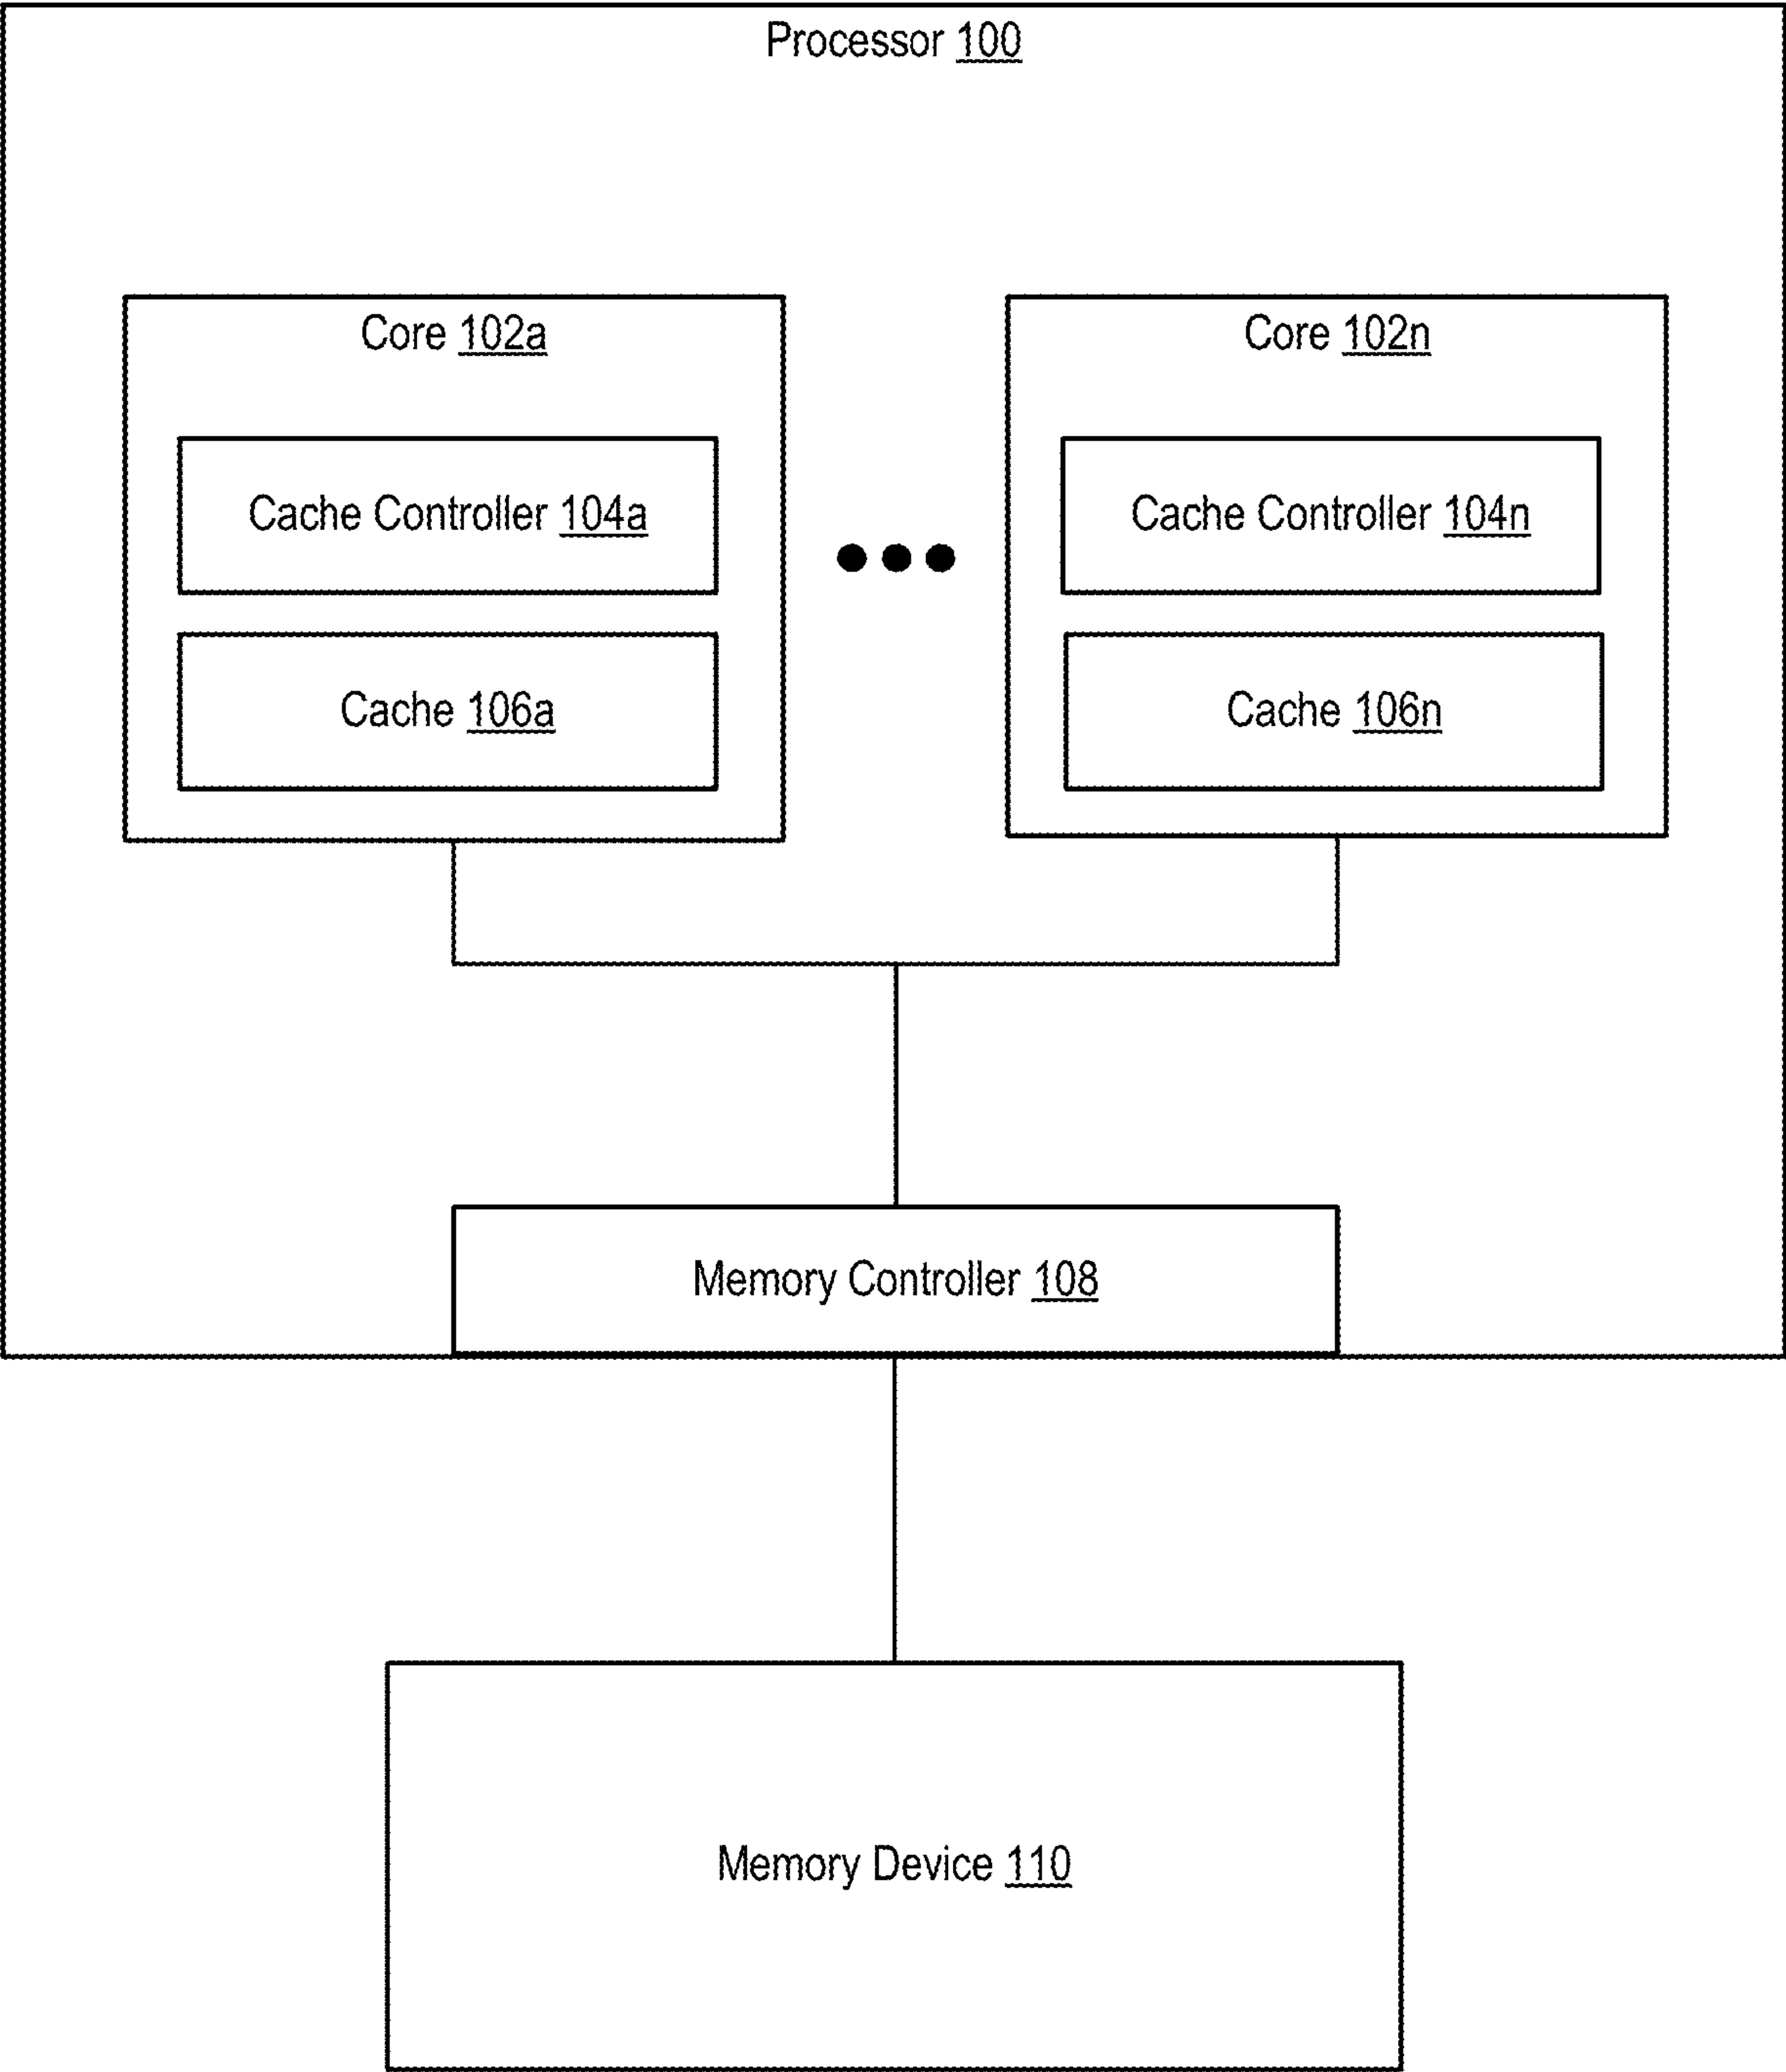 Processor 100
Core 102a
Core 102n
Cache Controller 104a
Cache Controller 104n
Cache 106a
Cache 106n
Memory Controller 108
Memory Device 110